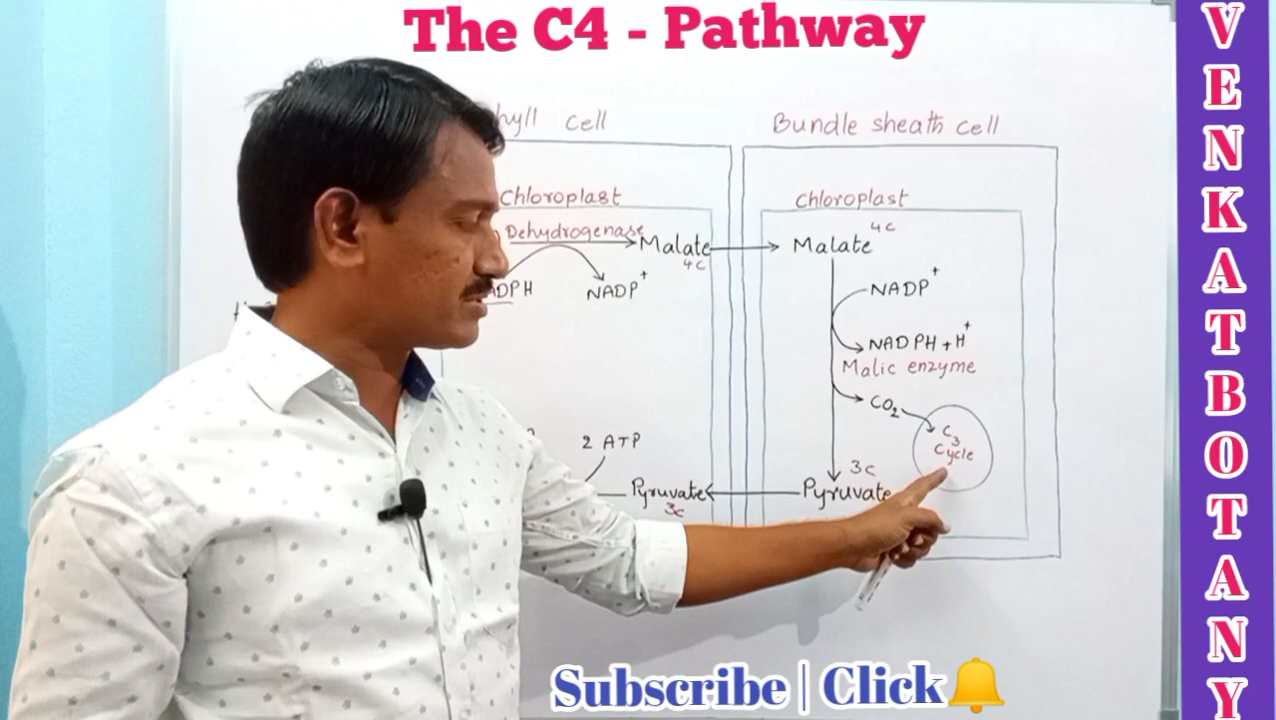 The C4 - Pathway
VENKATBOTANY
cell
Bundle sheath cell
Chloroplast
Chloroplast
Dehydrogenase
Malate
4C
Malate
4C
NADP+
NADP+
NADPH + H+
Malic enzyme
CO2
C3
Cycle
2 ATP
Pyruvate
3C
Pyruvate
3C
Subscribe | Click